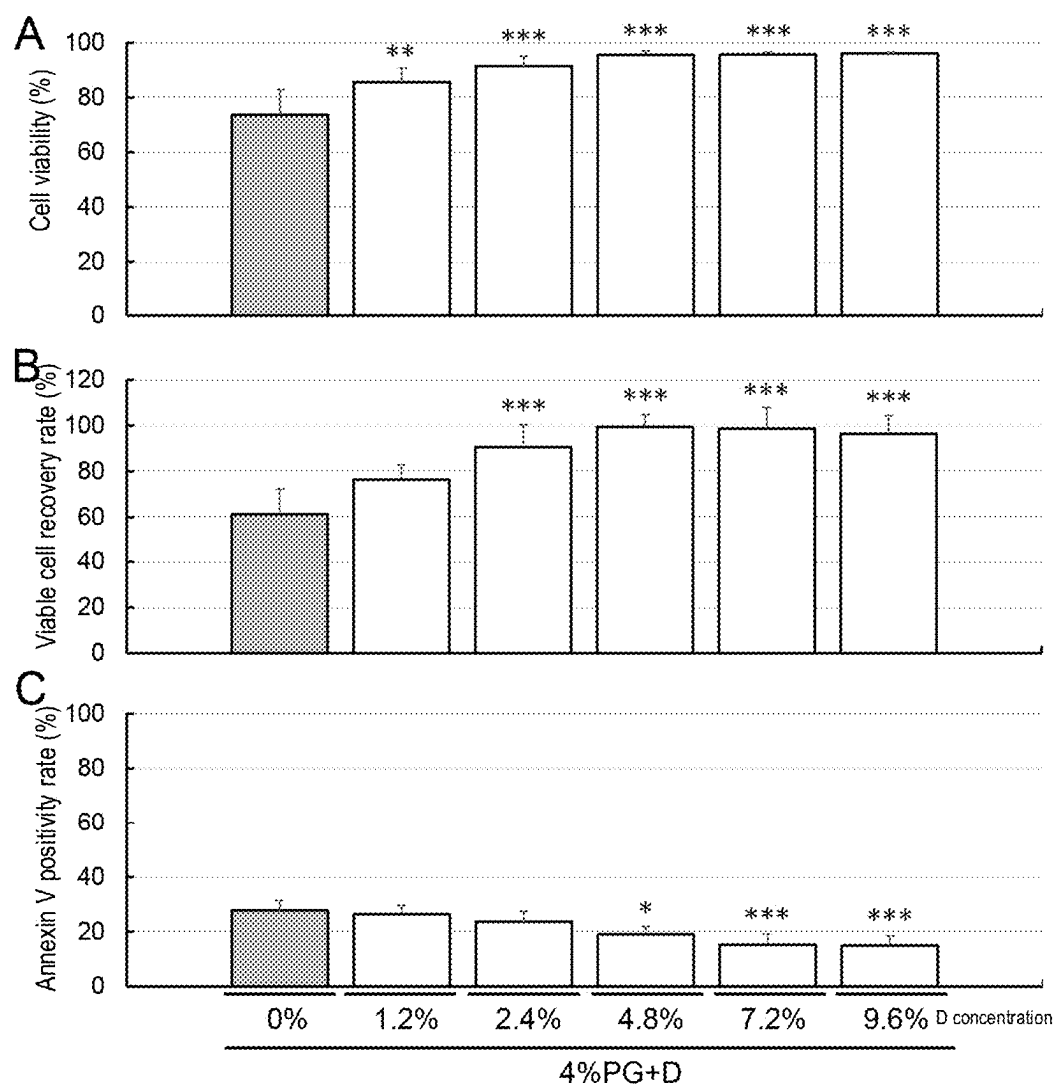 A
Cell viability (%)
100
80
60
40
20
0
** *** *** *** ***
B
Viable cell recovery rate (%)
120
100
80
60
40
20
0
*** *** *** ***
C
Annexin V positivity rate (%)
100
80
60
40
20
0
* *** ***
0% 1.2% 2.4% 4.8% 7.2% 9.6% D concentration
4%PG+D